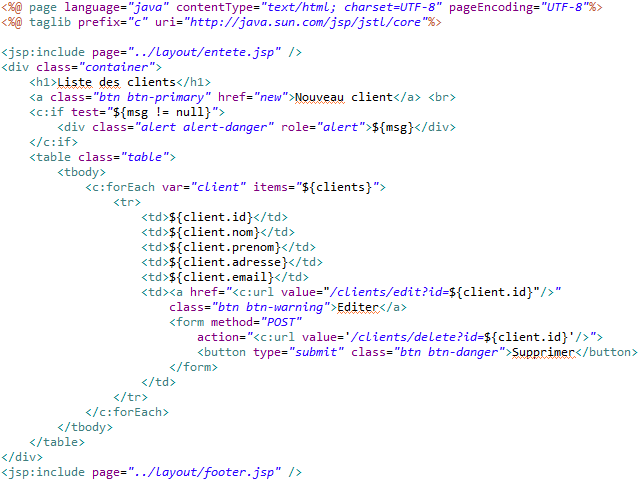 <%@ page language="java" contentType="text/html; charset=UTF-8" pageEncoding="UTF-8"%>
<%@ taglib prefix="c" uri="http://java.sun.com/jsp/jstl/core"%>

<jsp:include page="../layout/entete.jsp" />
<div class="container">
    <h1>Liste des clients</h1>
    <a class="btn btn-primary" href="new">Nouveau client</a> <br>
    <c:if test="${msg != null}">
        <div class="alert alert-danger" role="alert">${msg}</div>
    </c:if>
    <table class="table">
        <tbody>
            <c:forEach var="client" items="${clients}">
                <tr>
                    <td>${client.id}</td>
                    <td>${client.nom}</td>
                    <td>${client.prenom}</td>
                    <td>${client.adresse}</td>
                    <td>${client.email}</td>
                    <td><a href="<c:url value="/clients/edit?id=${client.id}"/>"
                        class="btn btn-warning">Editer</a>
                        <form method="POST"
                            action="<c:url value='/clients/delete?id=${client.id}'/>">
                            <button type="submit" class="btn btn-danger">Supprimer</button>
                        </form>
                    </td>
                </tr>
            </c:forEach>
        </tbody>
    </table>
</div>
<jsp:include page="../layout/footer.jsp" />